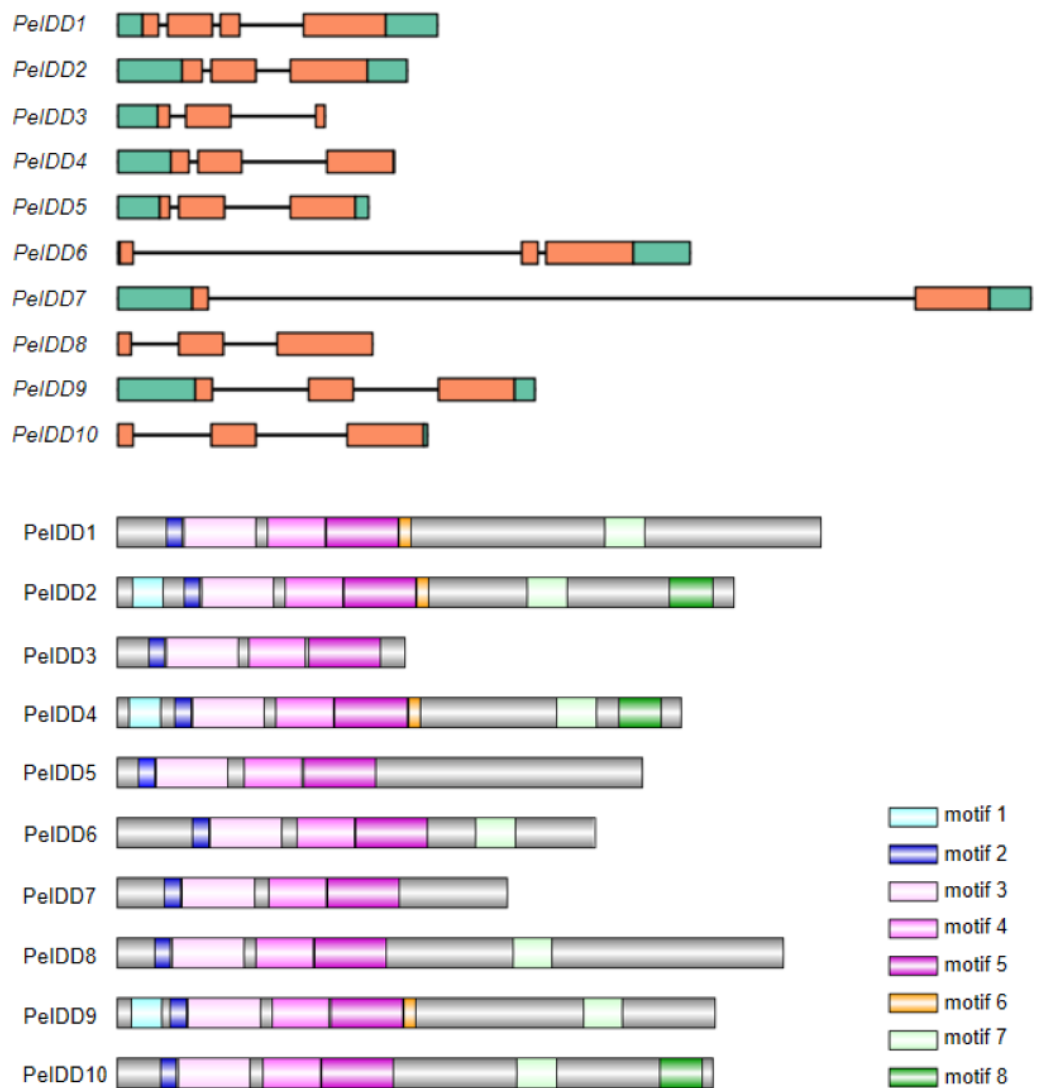 PeIDD1
PeIDD2
PeIDD3
PeIDD4
PeIDD5
PeIDD6
PeIDD7
PeIDD8
PeIDD9
PeIDD10
PeIDD1
PeIDD2
PeIDD3
PeIDD4
PeIDD5
PeIDD6
PeIDD7
PeIDD8
PeIDD9
PeIDD10
motif 1
motif 2
motif 3
motif 4
motif 5
motif 6
motif 7
motif 8